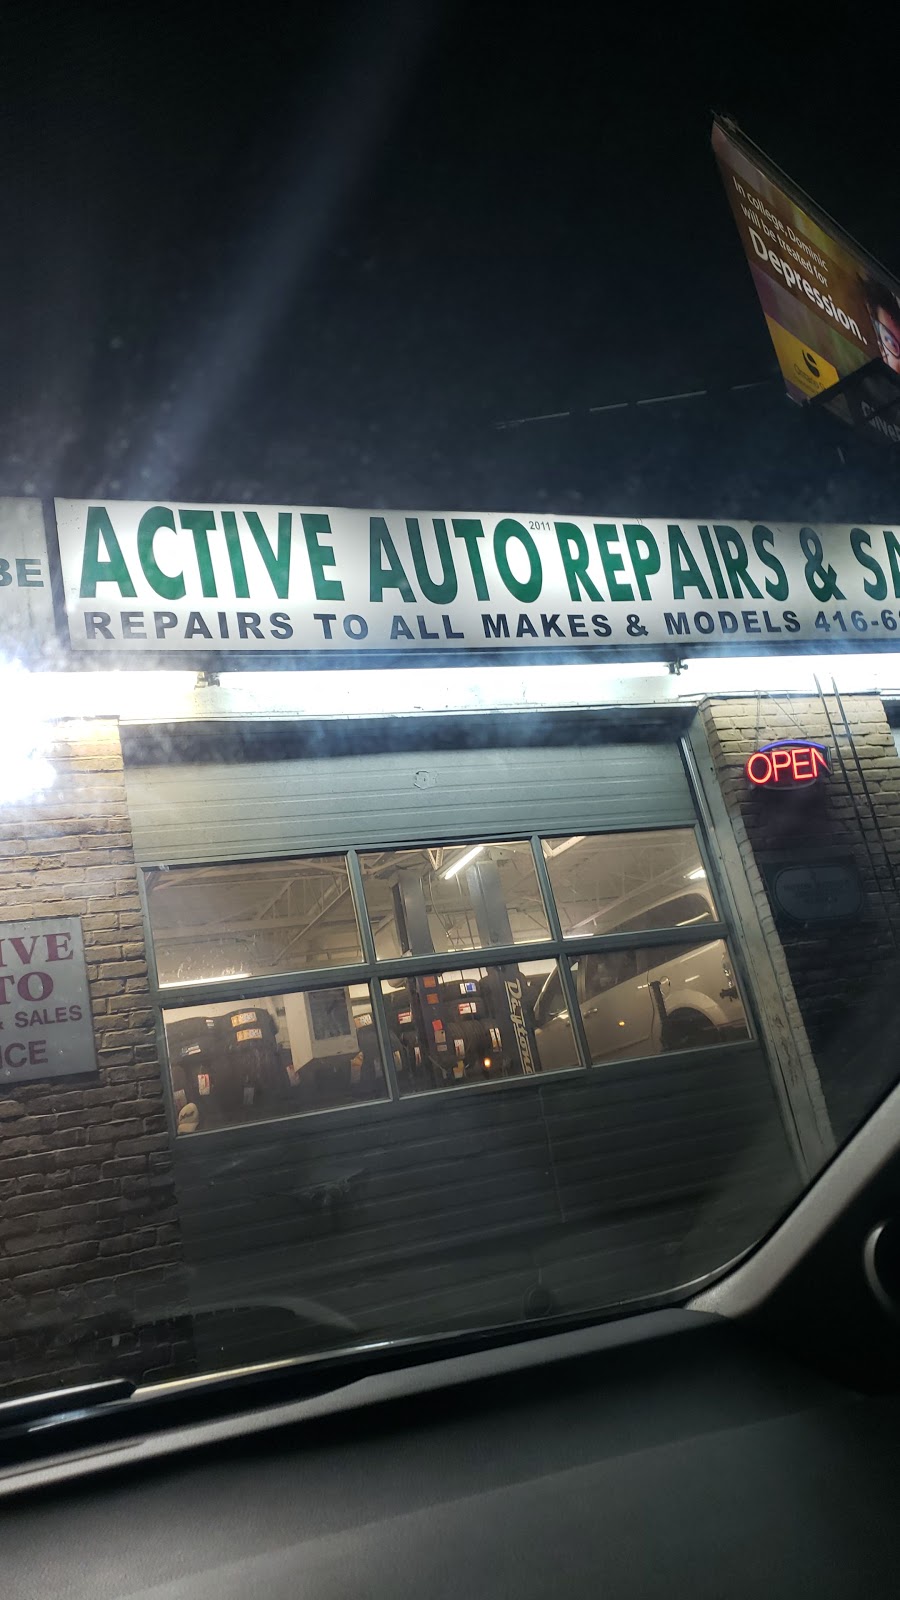 In college, Dominic
will be treated for
Depression.
BE
ACTIVE AUTO 2011 REPAIRS & SA
REPAIRS TO ALL MAKES & MODELS 416-6
OPEN
IVE
TO
& SALES
ICE
Daytona